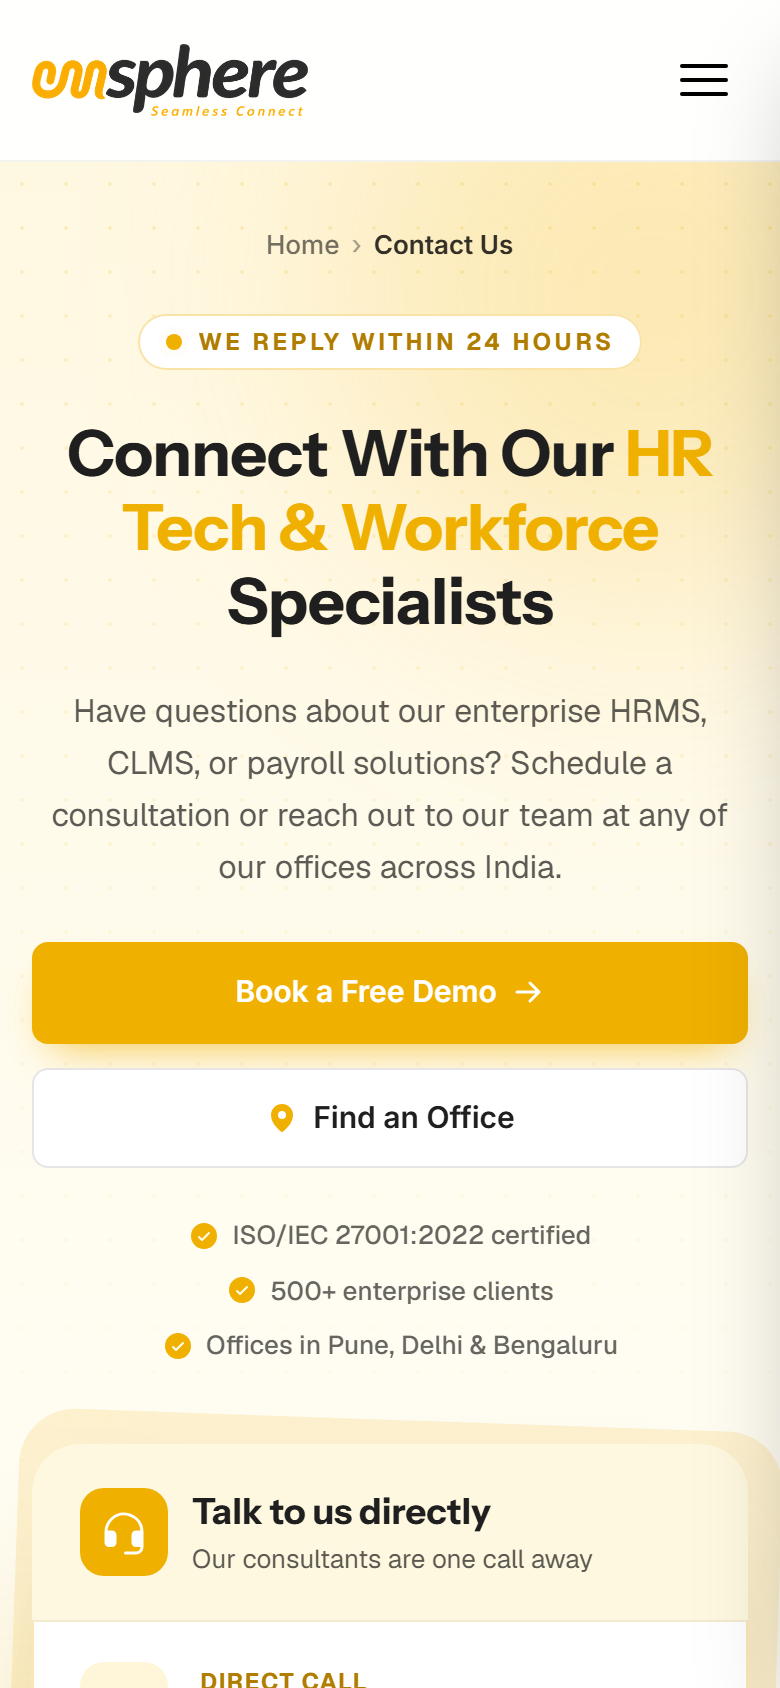 omsphere
Seamless Connect
Home › Contact Us
WE REPLY WITHIN 24 HOURS
Connect With Our HR
Tech & Workforce
Specialists
Have questions about our enterprise HRMS,
CLMS, or payroll solutions? Schedule a
consultation or reach out to our team at any of
our offices across India.
Book a Free Demo →
Find an Office
ISO/IEC 27001:2022 certified
500+ enterprise clients
Offices in Pune, Delhi & Bengaluru
Talk to us directly
Our consultants are one call away
DIRECT CALL